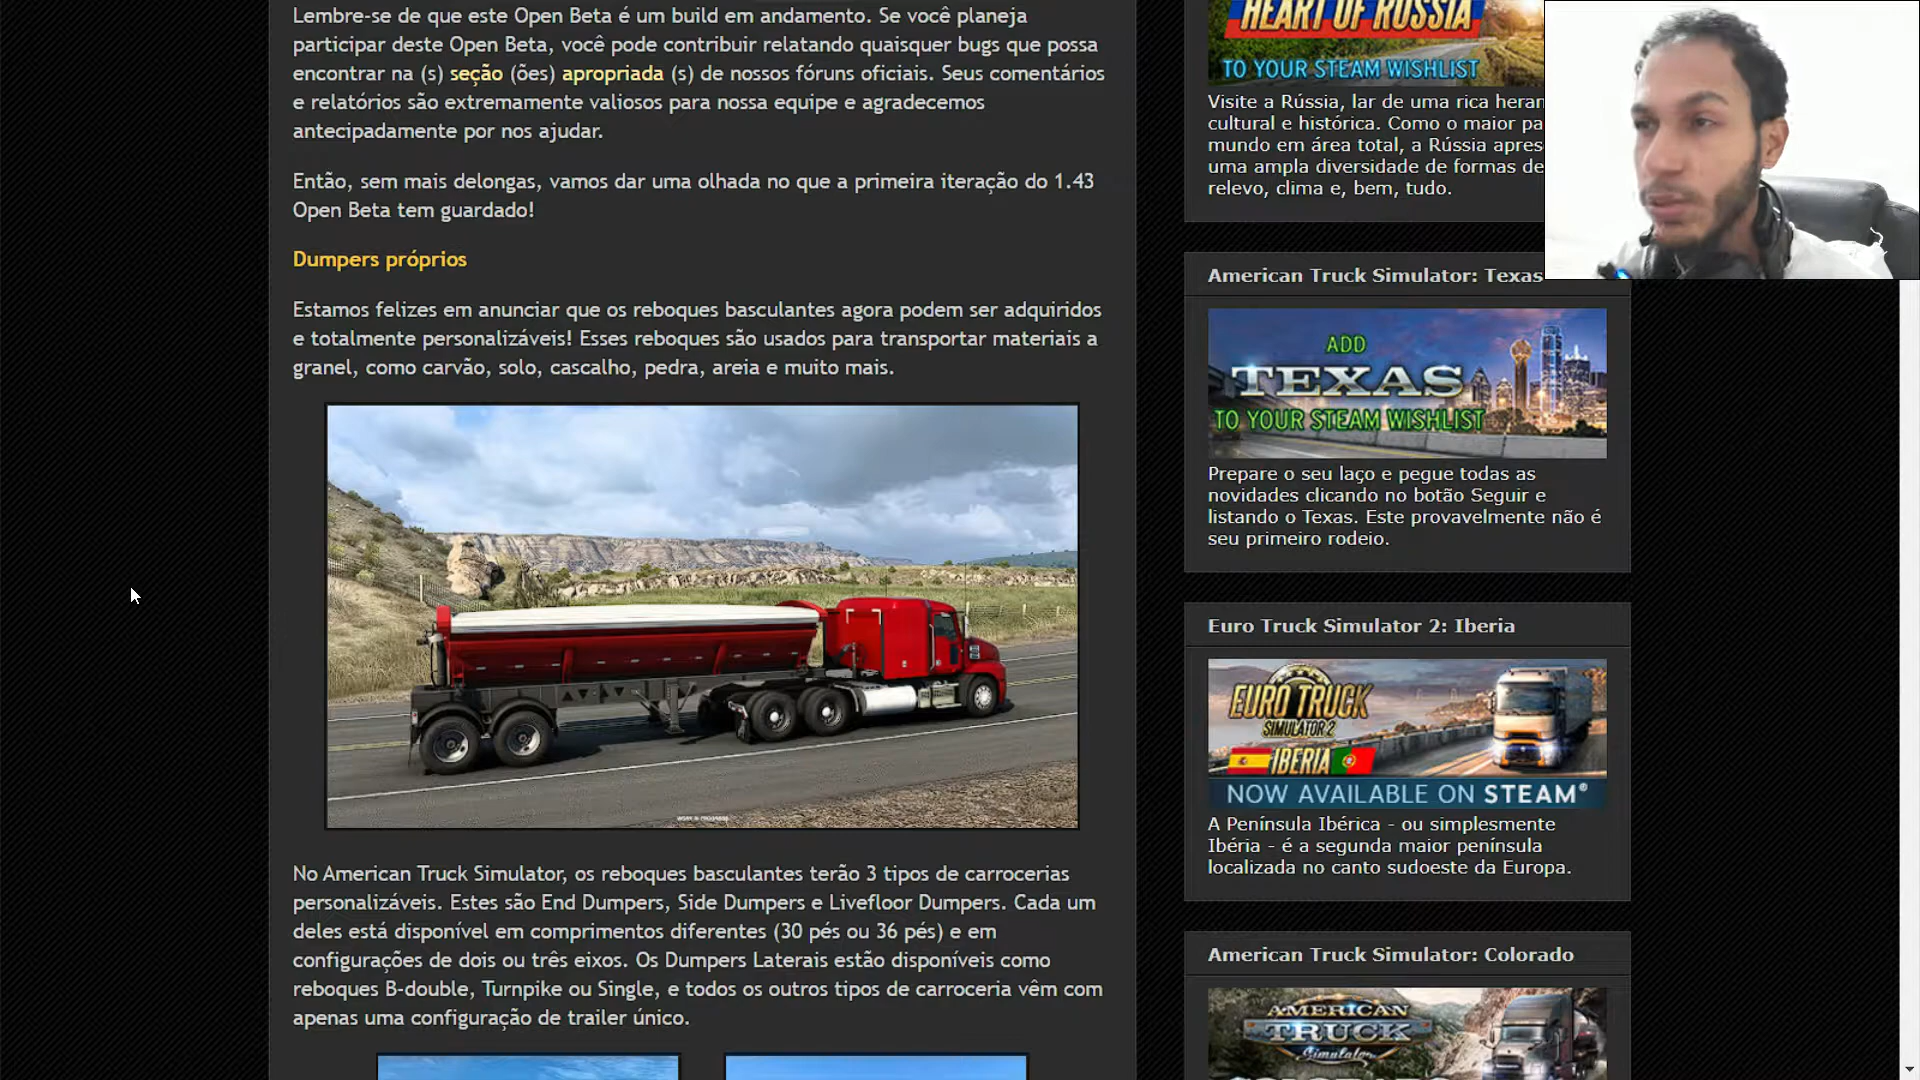 Lembre-se de que este Open Beta é um build em andamento. Se você planeja
participar deste Open Beta, você pode contribuir relatando quaisquer bugs que possa
encontrar na (s) seção (ões) apropriada (s) de nossos fóruns oficiais. Seus comentários
e relatórios são extremamente valiosos para nossa equipe e agradecemos
antecipadamente por nos ajudar.
Então, sem mais delongas, vamos dar uma olhada no que a primeira iteração do 1.43
Open Beta tem guardado!
Dumpers próprios
Estamos felizes em anunciar que os reboques basculantes agora podem ser adquiridos
e totalmente personalizáveis! Esses reboques são usados para transportar materiais a
granel, como carvão, solo, cascalho, pedra, areia e muito mais.
WORK IN PROGRESS
No American Truck Simulator, os reboques basculantes terão 3 tipos de carrocerias
personalizáveis. Estes são End Dumpers, Side Dumpers e Livefloor Dumpers. Cada um
deles está disponível em comprimentos diferentes (30 pés ou 36 pés) e em
configurações de dois ou três eixos. Os Dumpers Laterais estão disponíveis como
reboques B-double, Turnpike ou Single, e todos os outros tipos de carroceria vêm com
apenas uma configuração de trailer único.
HEART OF RUSSIA
TO YOUR STEAM WISHLIST
Visite a Rússia, lar de uma rica heran
cultural e histórica. Como o maior pa
mundo em área total, a Rússia apres
uma ampla diversidade de formas de
relevo, clima e, bem, tudo.
American Truck Simulator: Texas
ADD
TEXAS
TO YOUR STEAM WISHLIST
Prepare o seu laço e pegue todas as
novidades clicando no botão Seguir e
listando o Texas. Este provavelmente não é
seu primeiro rodeio.
Euro Truck Simulator 2: Iberia
EURO TRUCK
SIMULATOR 2
IBERIA
NOW AVAILABLE ON STEAM®
A Península Ibérica - ou simplesmente
Ibéria - é a segunda maior península
localizada no canto sudoeste da Europa.
American Truck Simulator: Colorado
AMERICAN
TRUCK
Simulator
COLORADO